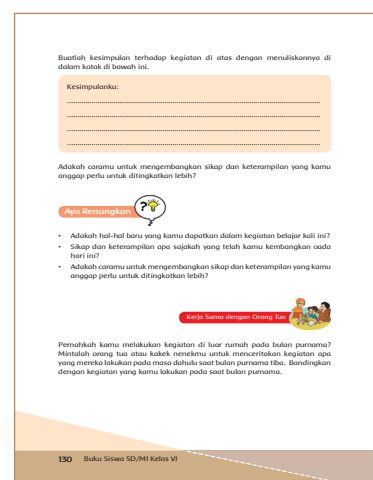 Buatlah kesimpulan terhadap kegiatan di atas dengan menuliskannya di
dalam kotak di bawah ini.
Kesimpulanku:
Adakah caramu untuk mengembangkan sikap dan keterampilan yang kamu
anggap perlu untuk ditingkatkan lebih?
Ayo Renungkan
• Adakah hal-hal baru yang kamu dapatkan dalam kegiatan belajar kali ini?
• Sikap dan keterampilan apa sajakah yang telah kamu kembangkan pada
hari ini?
• Adakah caramu untuk mengembangkan sikap dan keterampilan yang kamu
anggap perlu untuk ditingkatkan lebih?
Kerja Sama dengan Orang Tua
Pernahkah kamu melakukan kegiatan di luar rumah pada bulan purnama?
Mintalah orang tua atau kakek nenekmu untuk menceritakan kegiatan apa
yang mereka lakukan pada masa dahulu saat bulan purnama tiba. Bandingkan
dengan kegiatan yang kamu lakukan pada saat bulan purnama.
130 Buku Siswa SD/MI Kelas VI